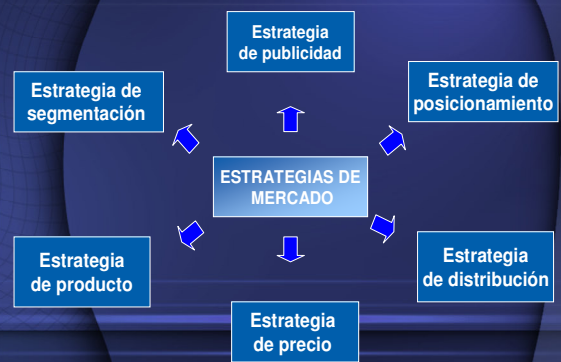 Estrategia
de publicidad
Estrategia de
segmentación
Estrategia de
posicionamiento
ESTRATEGIAS DE
MERCADO
Estrategia
de producto
Estrategia
de distribución
Estrategia
de precio